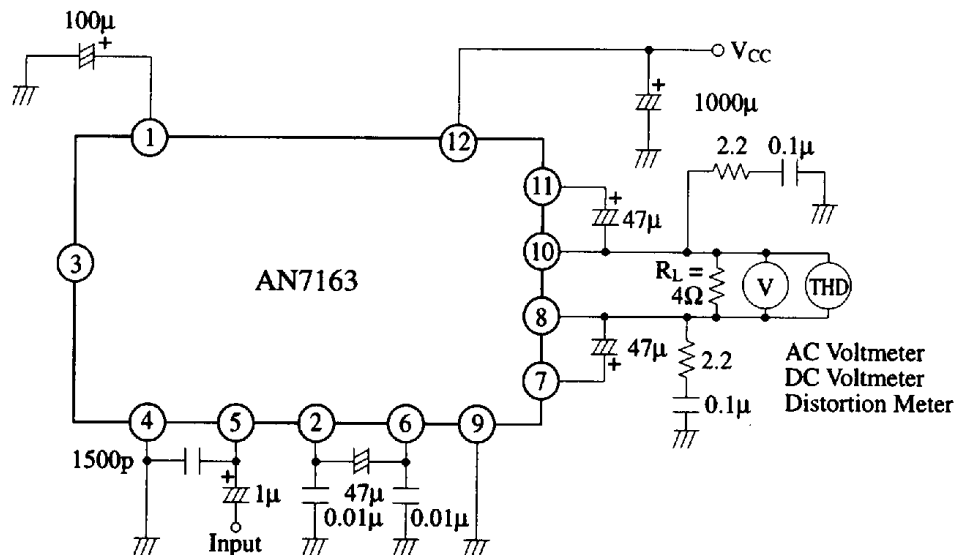 100μ
+
VCC
+
1000μ
1
12
2.2
0.1μ
11
+
47μ
10
3
AN7163
RL =
4Ω
V
THD
8
47μ
+
2.2
7
AC Voltmeter
DC Voltmeter
Distortion Meter
0.1μ
4
5
2
6
9
1500p
+
1μ
47μ
0.01μ
0.01μ
Input